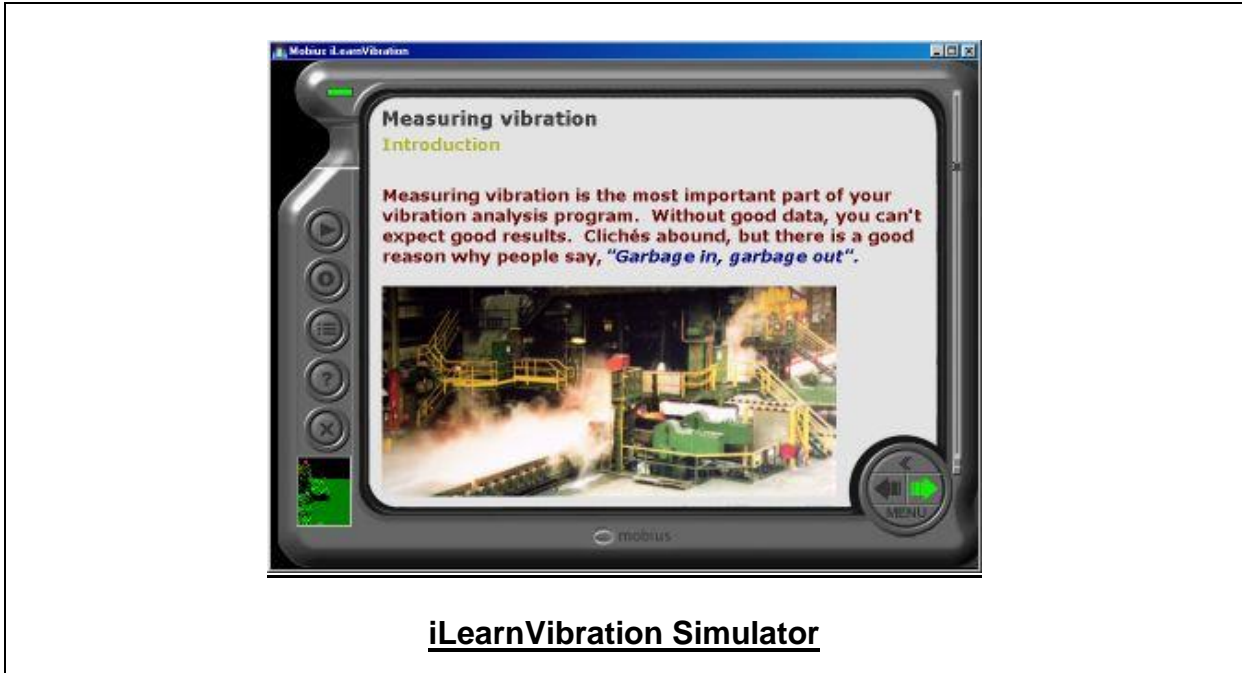 Mobius iLearnVibration
Measuring vibration
Introduction
Measuring vibration is the most important part of your
vibration analysis program. Without good data, you can't
expect good results. Clichés abound, but there is a good
reason why people say, "Garbage in, garbage out".
MENU
mobius
iLearnVibration Simulator